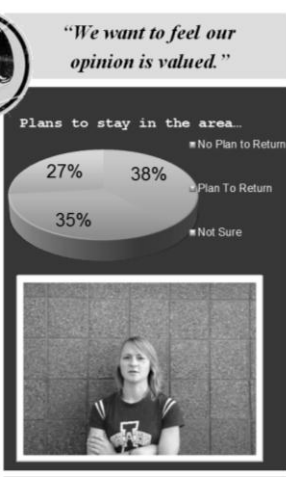 “We want to feel our
opinion is valued.”
Plans to stay in the area…
No Plan to Return
27%
38%
Plan To Return
35%
Not Sure